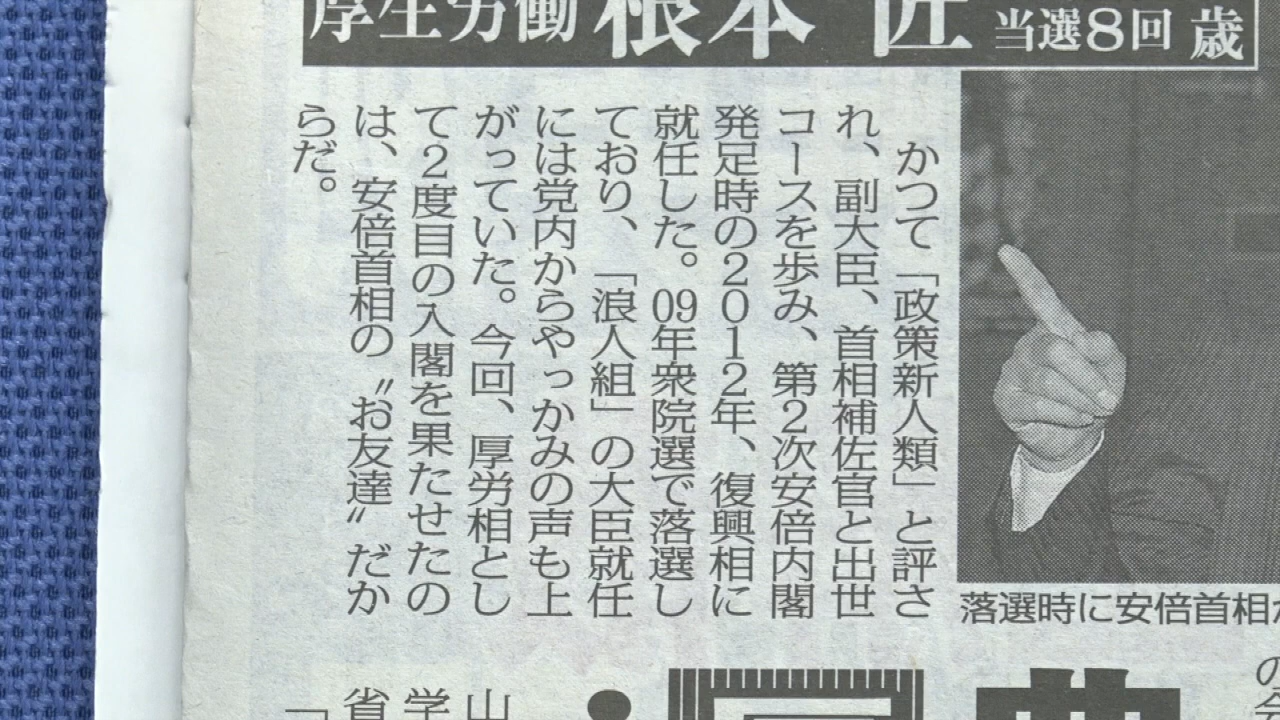 厚生労働 根本 匠 当選8回 歳
かつて「政策新人類」と評さ
れ、副大臣、首相補佐官と出世
コースを歩み、第2次安倍内閣
発足時の2012年、復興相に
就任した。09年衆院選で落選し
ており、「浪人組」の大臣就任
には党内からやっかみの声も上
がっていた。今回、厚労相とし
て2度目の入閣を果たせたの
は、安倍首相の〝お友達〟だか
らだ。
落選時に安倍首相
の
山
学
省